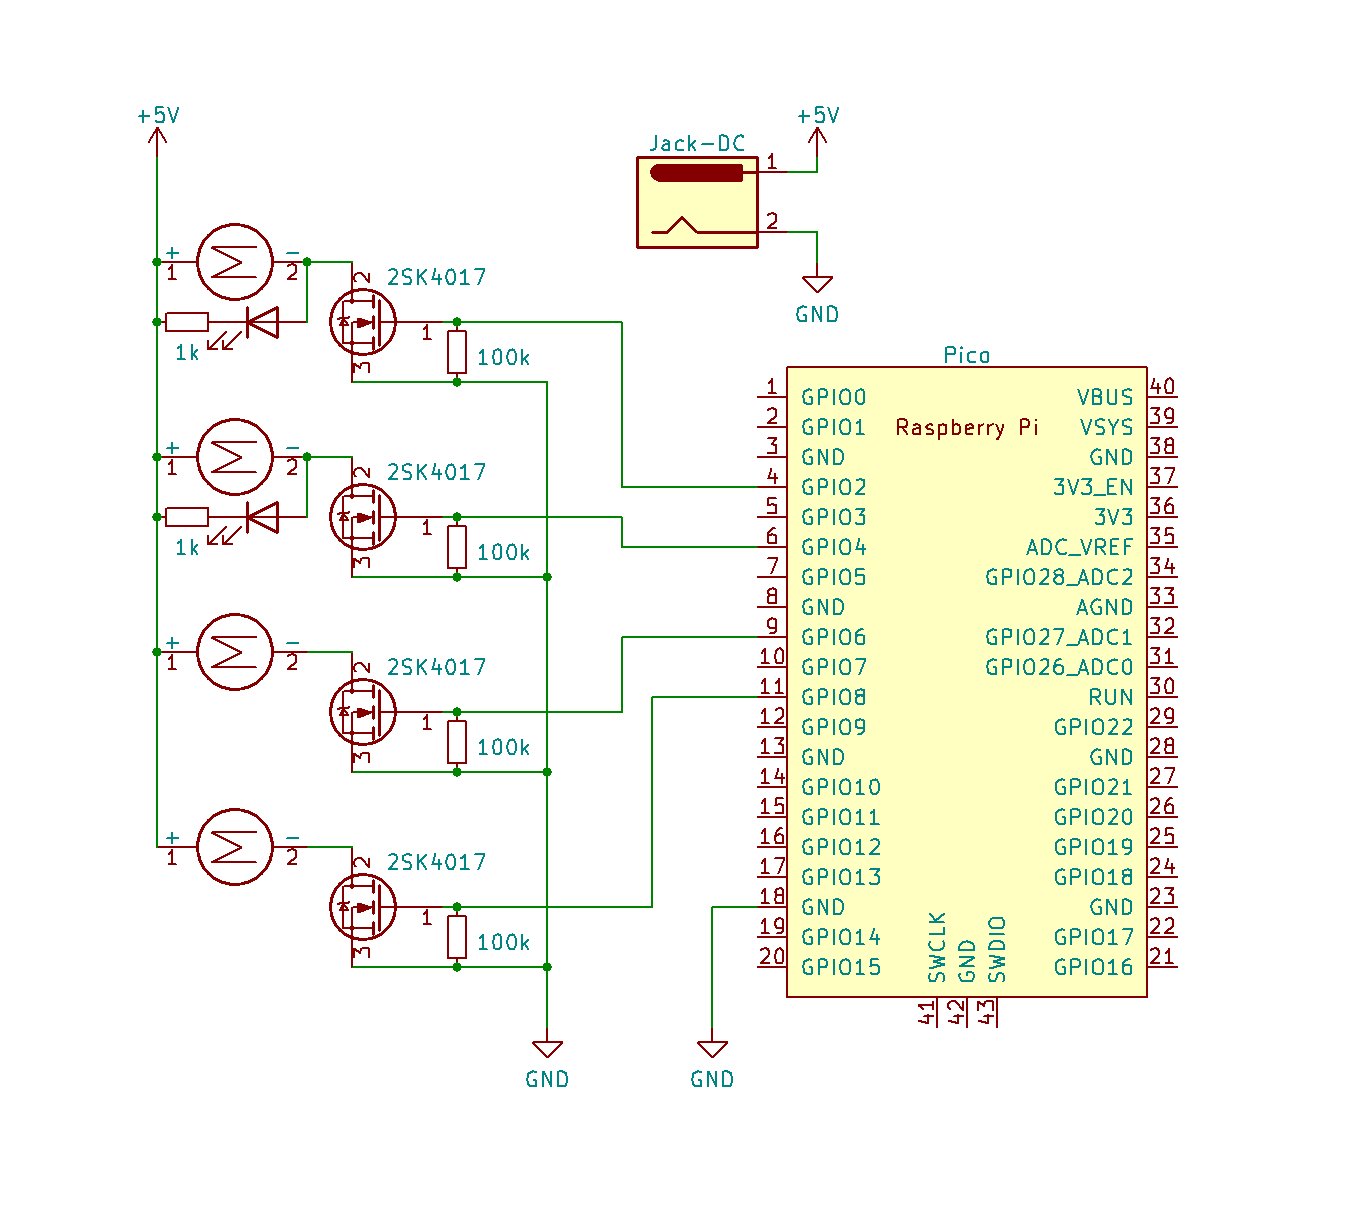 +5V
+5V
Jack-DC
1
2
GND
+ -
1 2
2
2SK4017
1
3
1k
100k
+ -
1 2
2
2SK4017
1
3
1k
100k
+ -
1 2
2
2SK4017
1
3
100k
+ -
1 2
2
2SK4017
1
3
100k
GND
GND
Pico
Raspberry Pi
1 GPIO0 VBUS 40
2 GPIO1 VSYS 39
3 GND GND 38
4 GPIO2 3V3_EN 37
5 GPIO3 3V3 36
6 GPIO4 ADC_VREF 35
7 GPIO5 GPIO28_ADC2 34
8 GND AGND 33
9 GPIO6 GPIO27_ADC1 32
10 GPIO7 GPIO26_ADC0 31
11 GPIO8 RUN 30
12 GPIO9 GPIO22 29
13 GND GND 28
14 GPIO10 GPIO21 27
15 GPIO11 GPIO20 26
16 GPIO12 GPIO19 25
17 GPIO13 GPIO18 24
18 GND GND 23
19 GPIO14 GPIO17 22
20 GPIO15 GPIO16 21
SWCLK
GND
SWDIO
41
42
43